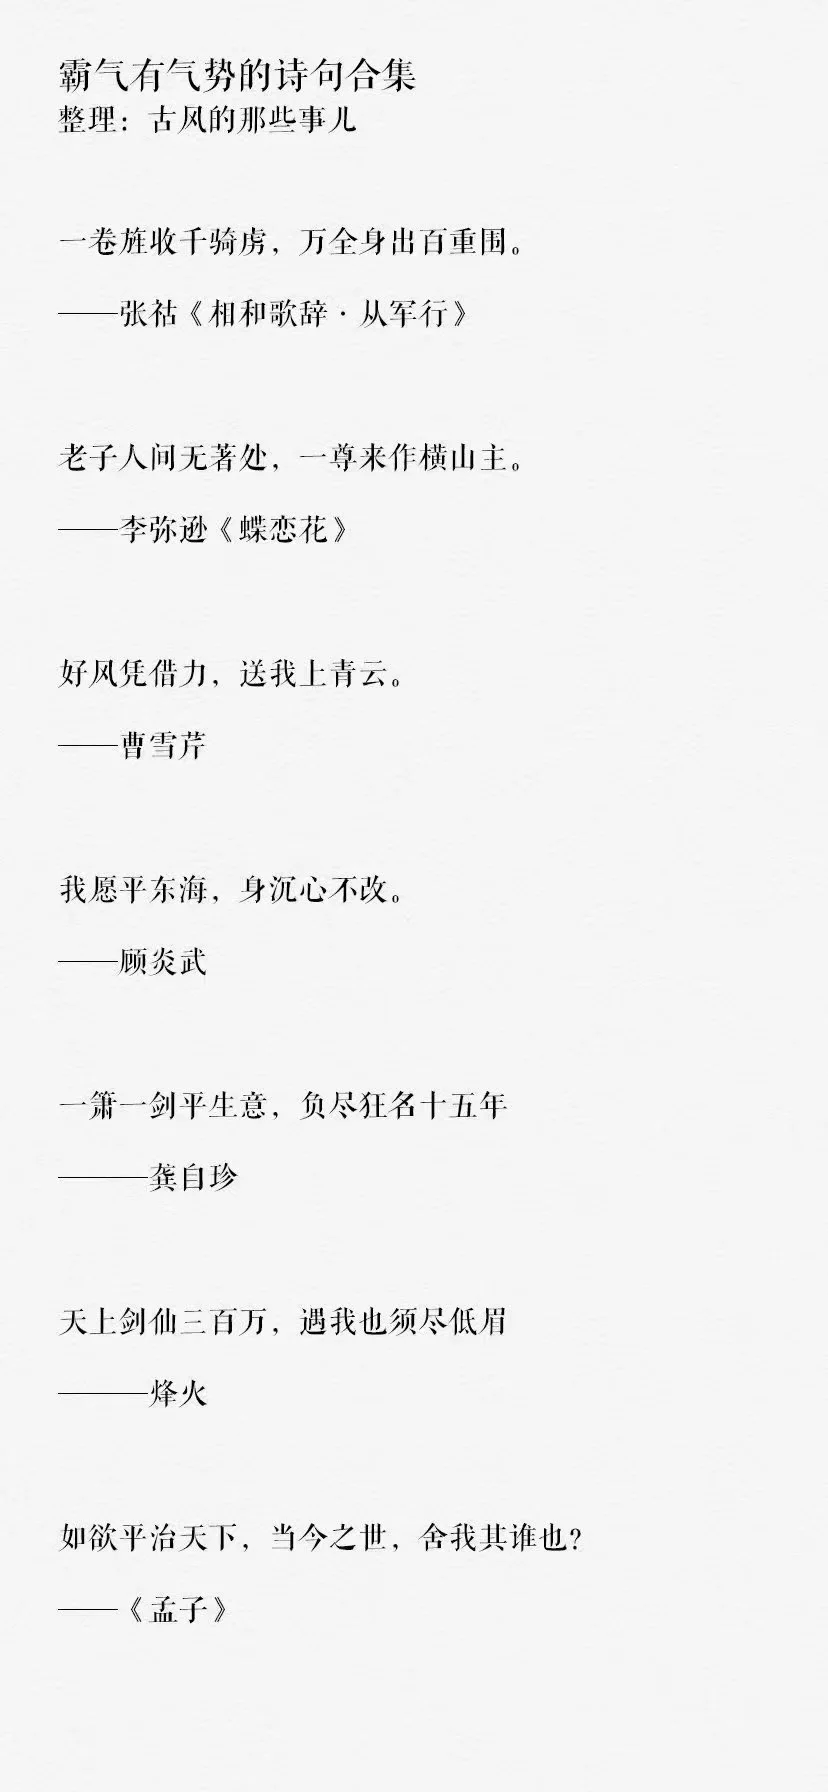 霸气有气势的诗句合集
整理：古风的那些事儿
一卷旌收千骑虏，万全身出百重围。
——张祜《相和歌辞·从军行》
老子人间无著处，一尊来作横山主。
——李弥逊《蝶恋花》
好风凭借力，送我上青云。
——曹雪芹
我愿平东海，身沉心不改。
——顾炎武
一箫一剑平生意，负尽狂名十五年
———龚自珍
天上剑仙三百万，遇我也须尽低眉
———烽火
如欲平治天下，当今之世，舍我其谁也?
——《孟子》